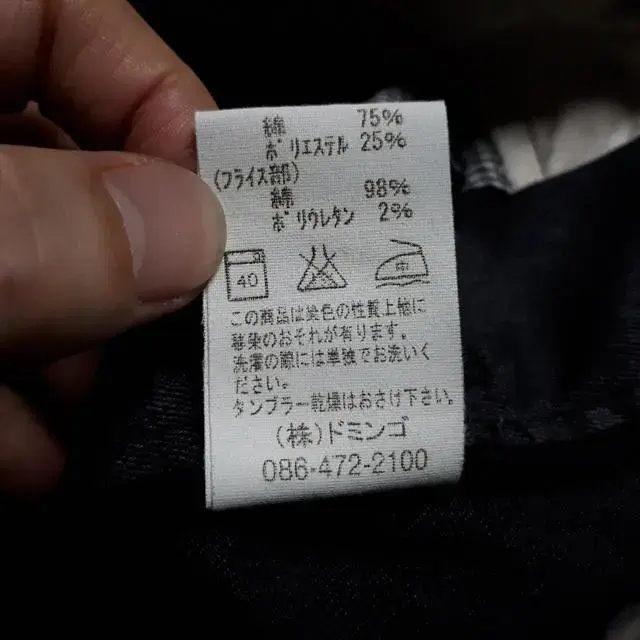 綿 75%
ポリエステル 25%
(フライス部)
綿 98%
ポリウレタン 2%
40
中
この商品は染色の性質上他に
移染のおそれが有ります。
洗濯の際には単独でお洗いく
ださい。
タンブラー乾燥はおさけ下さい。
(株)ドミンゴ
086-472-2100